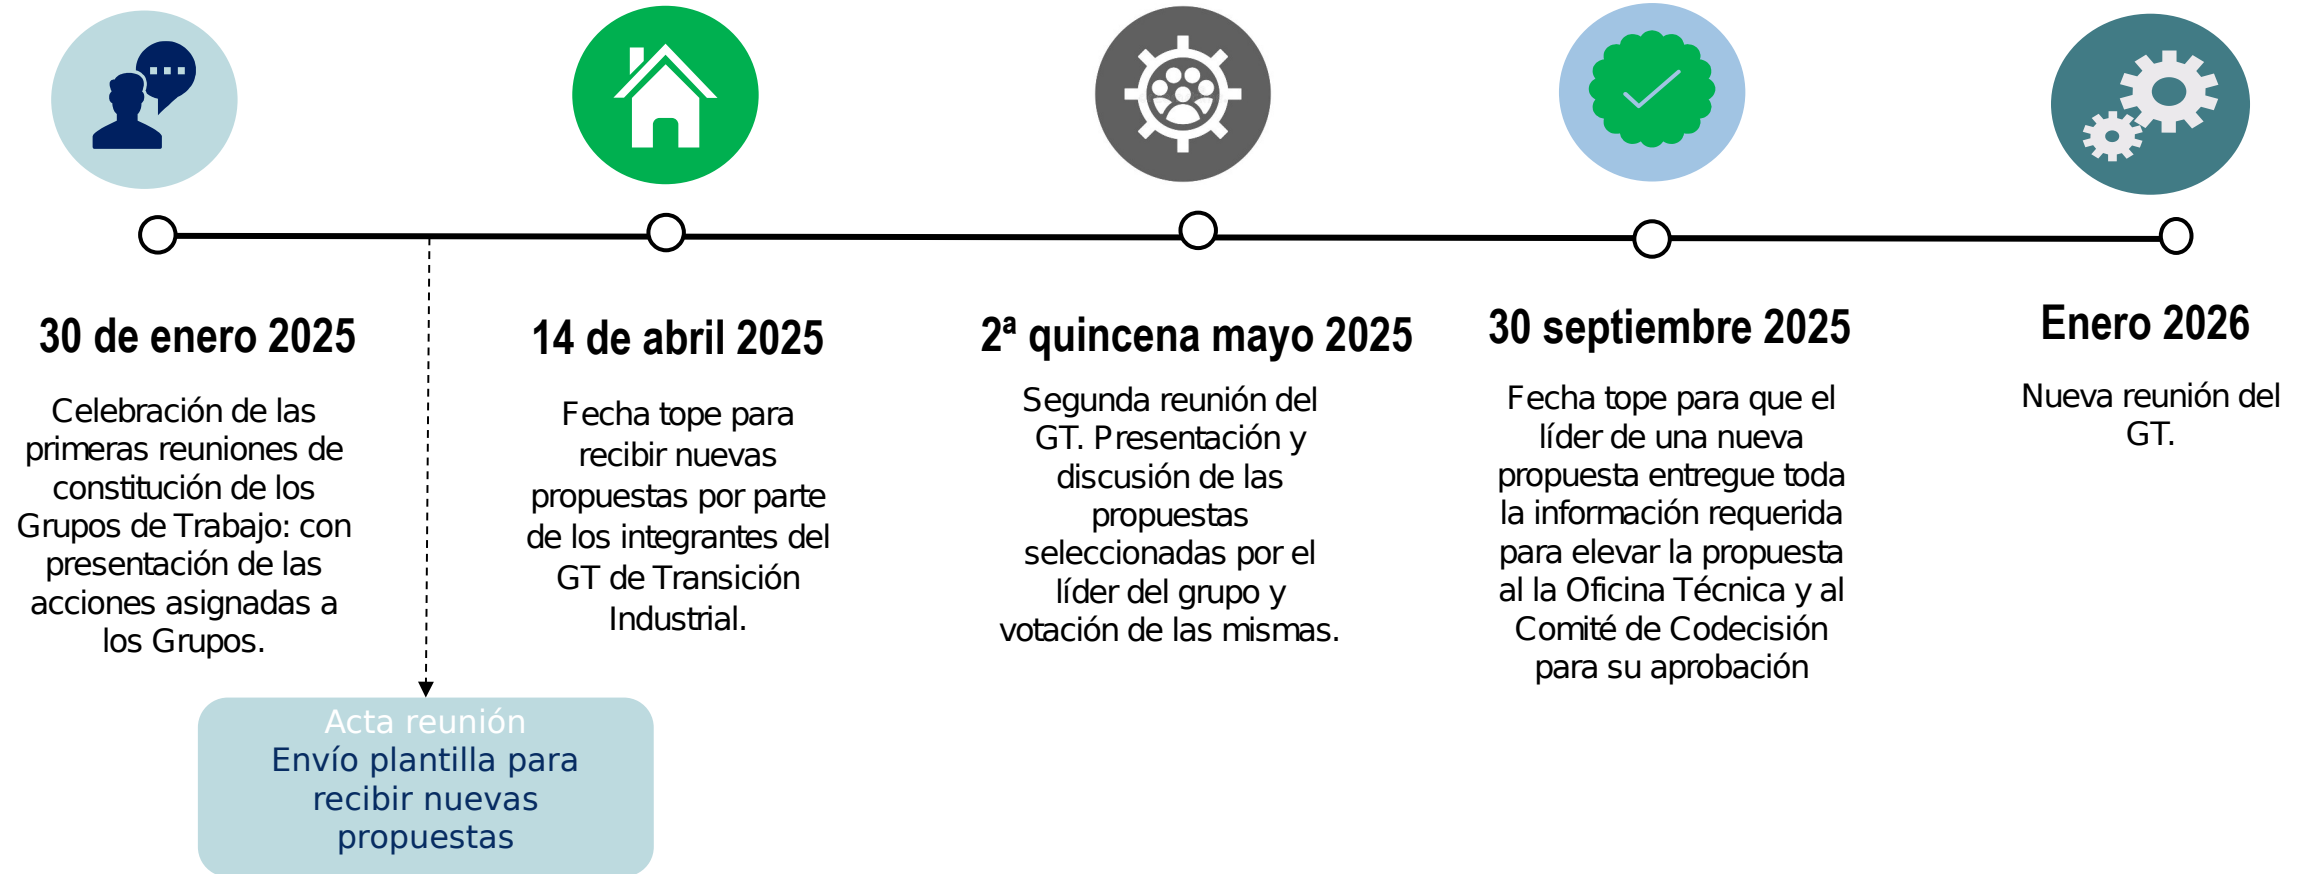 30 de enero 2025
Celebración de las
primeras reuniones de
constitución de los
Grupos de Trabajo: con
presentación de las
acciones asignadas a
los Grupos.
Acta reunión
Envío plantilla para
recibir nuevas
propuestas
14 de abril 2025
Fecha tope para
recibir nuevas
propuestas por parte
de los integrantes del
GT de Transición
Industrial.
2ª quincena mayo 2025
Segunda reunión del
GT. Presentación y
discusión de las
propuestas
seleccionadas por el
líder del grupo y
votación de las mismas.
30 septiembre 2025
Fecha tope para que el
líder de una nueva
propuesta entregue toda
la información requerida
para elevar la propuesta
al la Oficina Técnica y al
Comité de Codecisión
para su aprobación
Enero 2026
Nueva reunión del
GT.